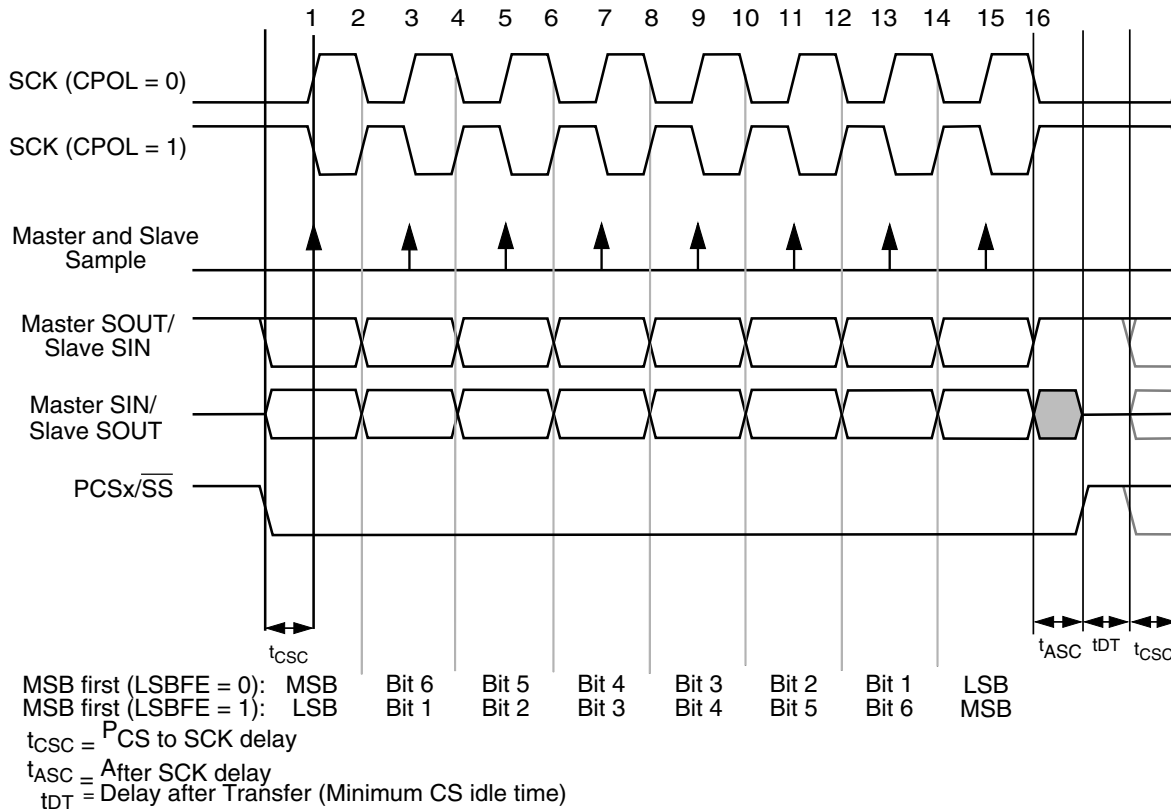 1 2 3 4 5 6 7 8 9 10 11 12 13 14 15 16
SCK (CPOL = 0)
SCK (CPOL = 1)
Master and Slave
Sample
Master SOUT/
Slave SIN
Master SIN/
Slave SOUT
PCSx/SS
tCSC
tASC
tDT
tCSC
MSB first (LSBFE = 0): MSB Bit 6 Bit 5 Bit 4 Bit 3 Bit 2 Bit 1 LSB
MSB first (LSBFE = 1): LSB Bit 1 Bit 2 Bit 3 Bit 4 Bit 5 Bit 6 MSB
tCSC = PCS to SCK delay
tASC = After SCK delay
tDT = Delay after Transfer (Minimum CS idle time)